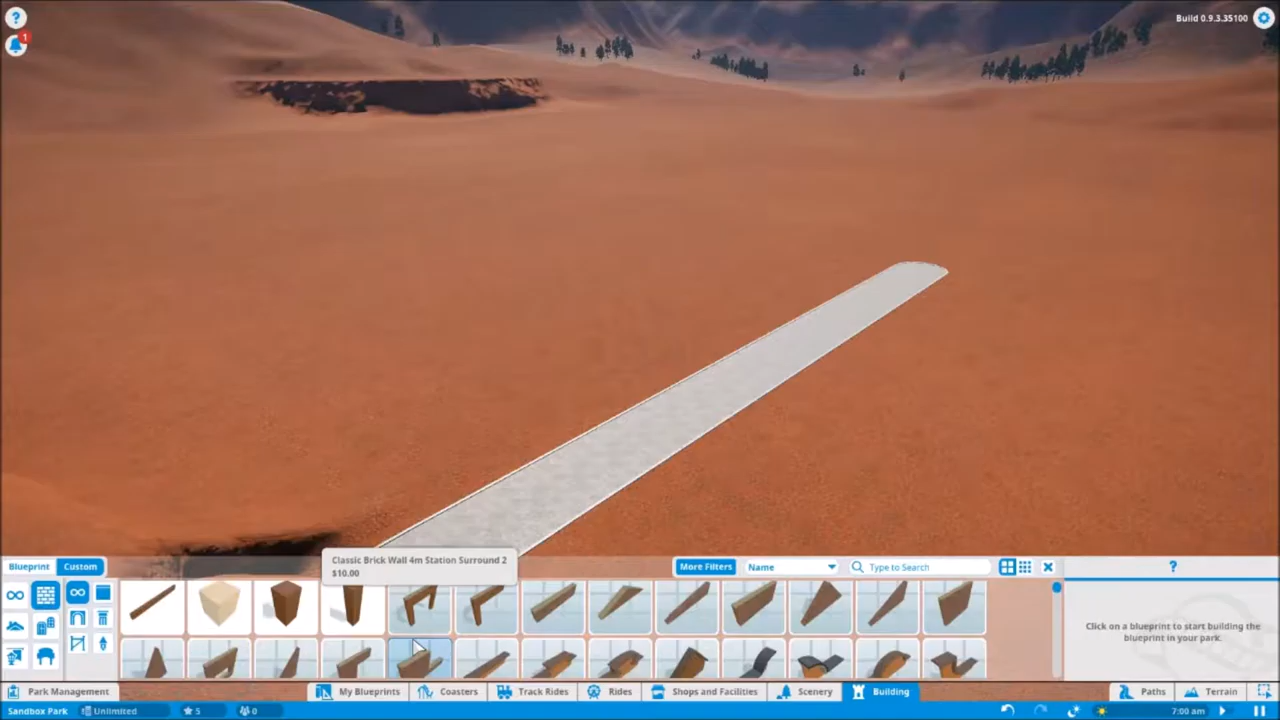 ?
Build 0.9.3.35100
1
Classic Brick Wall 4m Station Surround 2
$10.00
Blueprint
Custom
More Filters
Name
Type to Search
?
Click on a blueprint to start building the
blueprint in your park.
Park Management
My Blueprints
Coasters
Track Rides
Rides
Shops and Facilities
Scenery
Building
Paths
Terrain
Sandbox Park
Unlimited
5
0
7:00 am